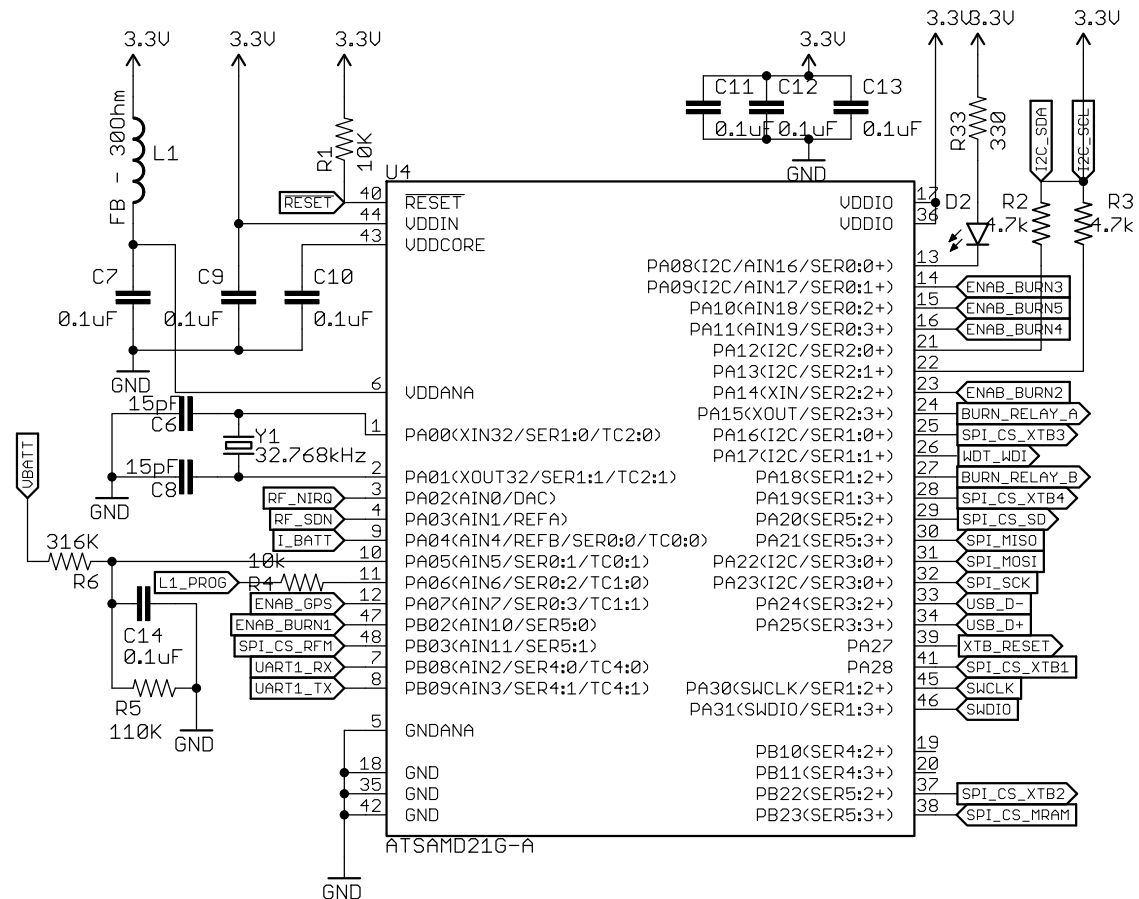 3.3V 3.3V 3.3V 3.3V 3.3V 3.3V 3.3V
FB - 30Ohm
L1
R1
10K
C11 C12 C13
0.1uF 0.1uF 0.1uF
GND
R33
330
I2C_SDA
I2C_SCL
R2
4.7k
R3
4.7k
D2
C7
0.1uF
C9
0.1uF
C10
0.1uF
GND
15pF
C6
Y1
32.768kHz
15pF
C8
GND
VBATT
316K
R6
C14
0.1uF
R5
110K
GND
10k
R4
U4
RESET 40 RESET
44 VDDIN
43 VDDCORE
6 VDDANA
1 PA00(XIN32/SER1:0/TC2:0)
2 PA01(XOUT32/SER1:1/TC2:1)
RF_NIRQ 3 PA02(AIN0/DAC)
RF_SDN 4 PA03(AIN1/REFA)
I_BATT 9 PA04(AIN4/REFB/SER0:0/TC0:0)
10 PA05(AIN5/SER0:1/TC0:1)
L1_PROG 11 PA06(AIN6/SER0:2/TC1:0)
ENAB_GPS 12 PA07(AIN7/SER0:3/TC1:1)
ENAB_BURN1 47 PB02(AIN10/SER5:0)
SPI_CS_RFM 48 PB03(AIN11/SER5:1)
UART1_RX 7 PB08(AIN2/SER4:0/TC4:0)
UART1_TX 8 PB09(AIN3/SER4:1/TC4:1)
5 GNDANA
18 GND
35 GND
42 GND
GND
VDDIO 17
VDDIO 36
PA08(I2C/AIN16/SER0:0+) 13
PA09(I2C/AIN17/SER0:1+) 14 ENAB_BURN3
PA10(AIN18/SER0:2+) 15 ENAB_BURN5
PA11(AIN19/SER0:3+) 16 ENAB_BURN4
PA12(I2C/SER2:0+) 21
PA13(I2C/SER2:1+) 22
PA14(XIN/SER2:2+) 23 ENAB_BURN2
PA15(XOUT/SER2:3+) 24 BURN_RELAY_A
PA16(I2C/SER1:0+) 25 SPI_CS_XTB3
PA17(I2C/SER1:1+) 26 WDT_WDI
PA18(SER1:2+) 27 BURN_RELAY_B
PA19(SER1:3+) 28 SPI_CS_XTB4
PA20(SER5:2+) 29 SPI_CS_SD
PA21(SER5:3+) 30 SPI_MISO
PA22(I2C/SER3:0+) 31 SPI_MOSI
PA23(I2C/SER3:0+) 32 SPI_SCK
PA24(SER3:2+) 33 USB_D-
PA25(SER3:3+) 34 USB_D+
PA27 39 XTB_RESET
PA28 41 SPI_CS_XTB1
PA30(SWCLK/SER1:2+) 45 SWCLK
PA31(SWDIO/SER1:3+) 46 SWDIO
PB10(SER4:2+) 19
PB11(SER4:3+) 20
PB22(SER5:2+) 37 SPI_CS_XTB2
PB23(SER5:3+) 38 SPI_CS_MRAM
ATSAMD21G-A